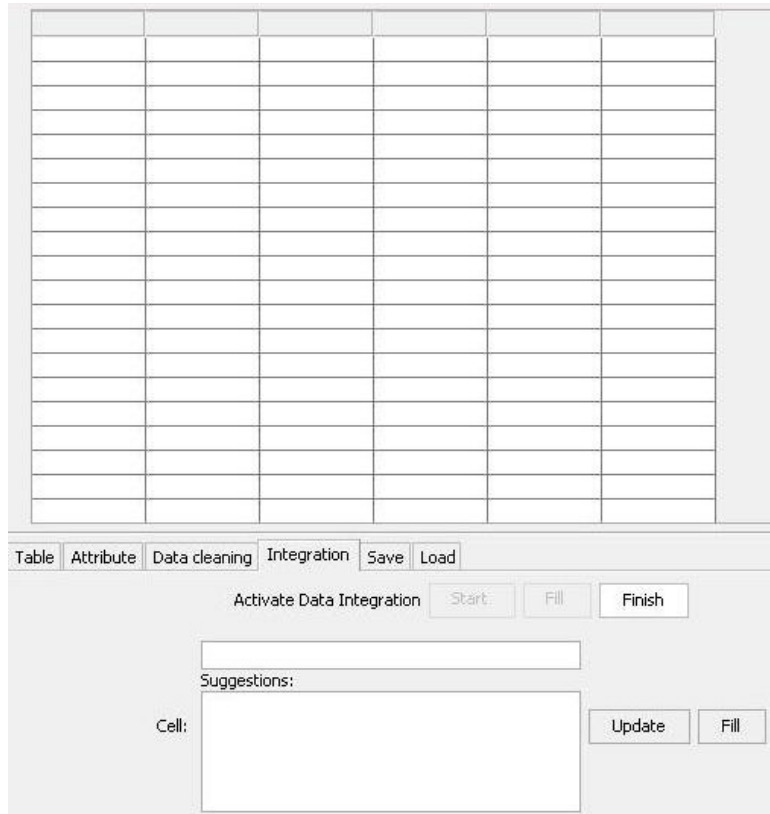 Table Attribute Data cleaning Integration Save Load
Activate Data Integration Start Fill Finish
Suggestions:
Cell: Update Fill